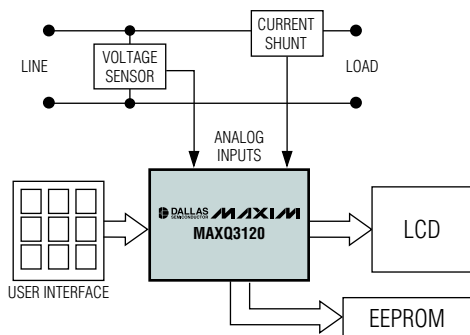 CURRENT
SHUNT
LINE
VOLTAGE
SENSOR
LOAD
ANALOG
INPUTS
DALLAS
SEMICONDUCTOR
MAXIM
MAXQ3120
LCD
USER INTERFACE
EEPROM